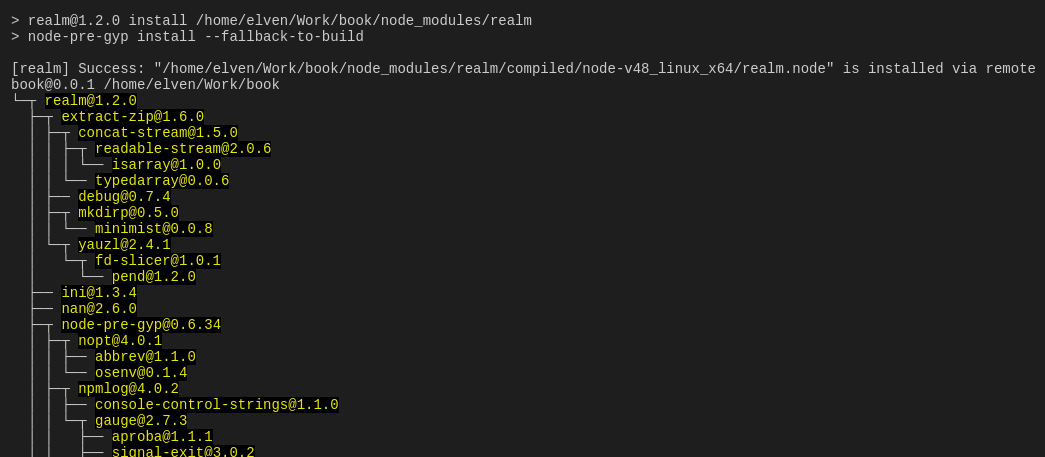 > realm@1.2.0 install /home/elven/Work/book/node_modules/realm
> node-pre-gyp install --fallback-to-build
[realm] Success: "/home/elven/Work/book/node_modules/realm/compiled/node-v48_linux_x64/realm.node" is installed via remote
book@0.0.1 /home/elven/Work/book
└─┬ realm@1.2.0
  ├─┬ extract-zip@1.6.0
  │ ├─┬ concat-stream@1.5.0
  │ │ ├─┬ readable-stream@2.0.6
  │ │ │ └── isarray@1.0.0
  │ │ └── typedarray@0.0.6
  │ ├── debug@0.7.4
  │ ├─┬ mkdirp@0.5.0
  │ │ └── minimist@0.0.8
  │ └─┬ yauzl@2.4.1
  │   └─┬ fd-slicer@1.0.1
  │     └── pend@1.2.0
  ├── ini@1.3.4
  ├── nan@2.6.0
  ├─┬ node-pre-gyp@0.6.34
  │ ├─┬ nopt@4.0.1
  │ │ ├── abbrev@1.1.0
  │ │ └── osenv@0.1.4
  │ ├─┬ npmlog@4.0.2
  │ │ ├── console-control-strings@1.1.0
  │ │ └─┬ gauge@2.7.3
  │ │   ├── aproba@1.1.1
  │ │   ├── signal-exit@3.0.2